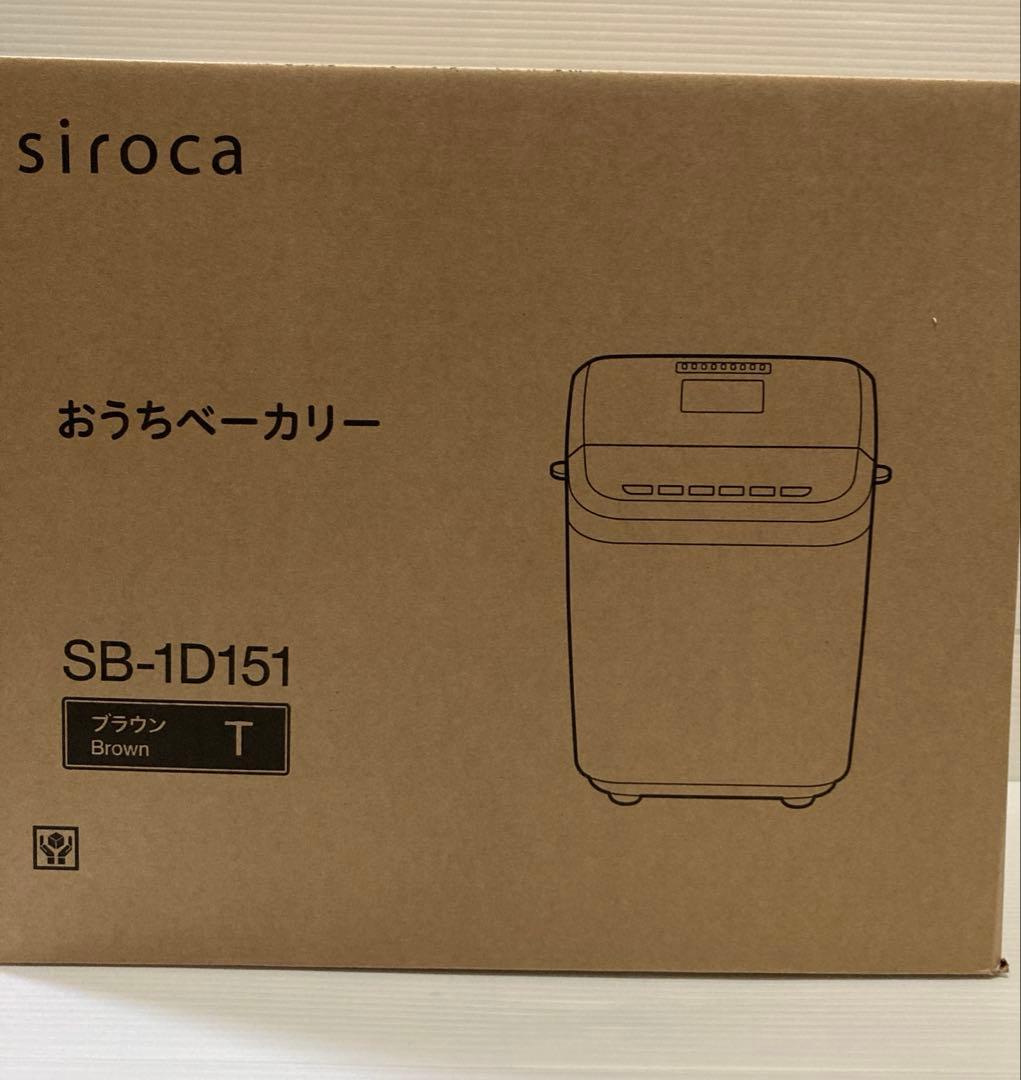 siroca
おうちベーカリー
SB-1D151
ブラウン
Brown
T